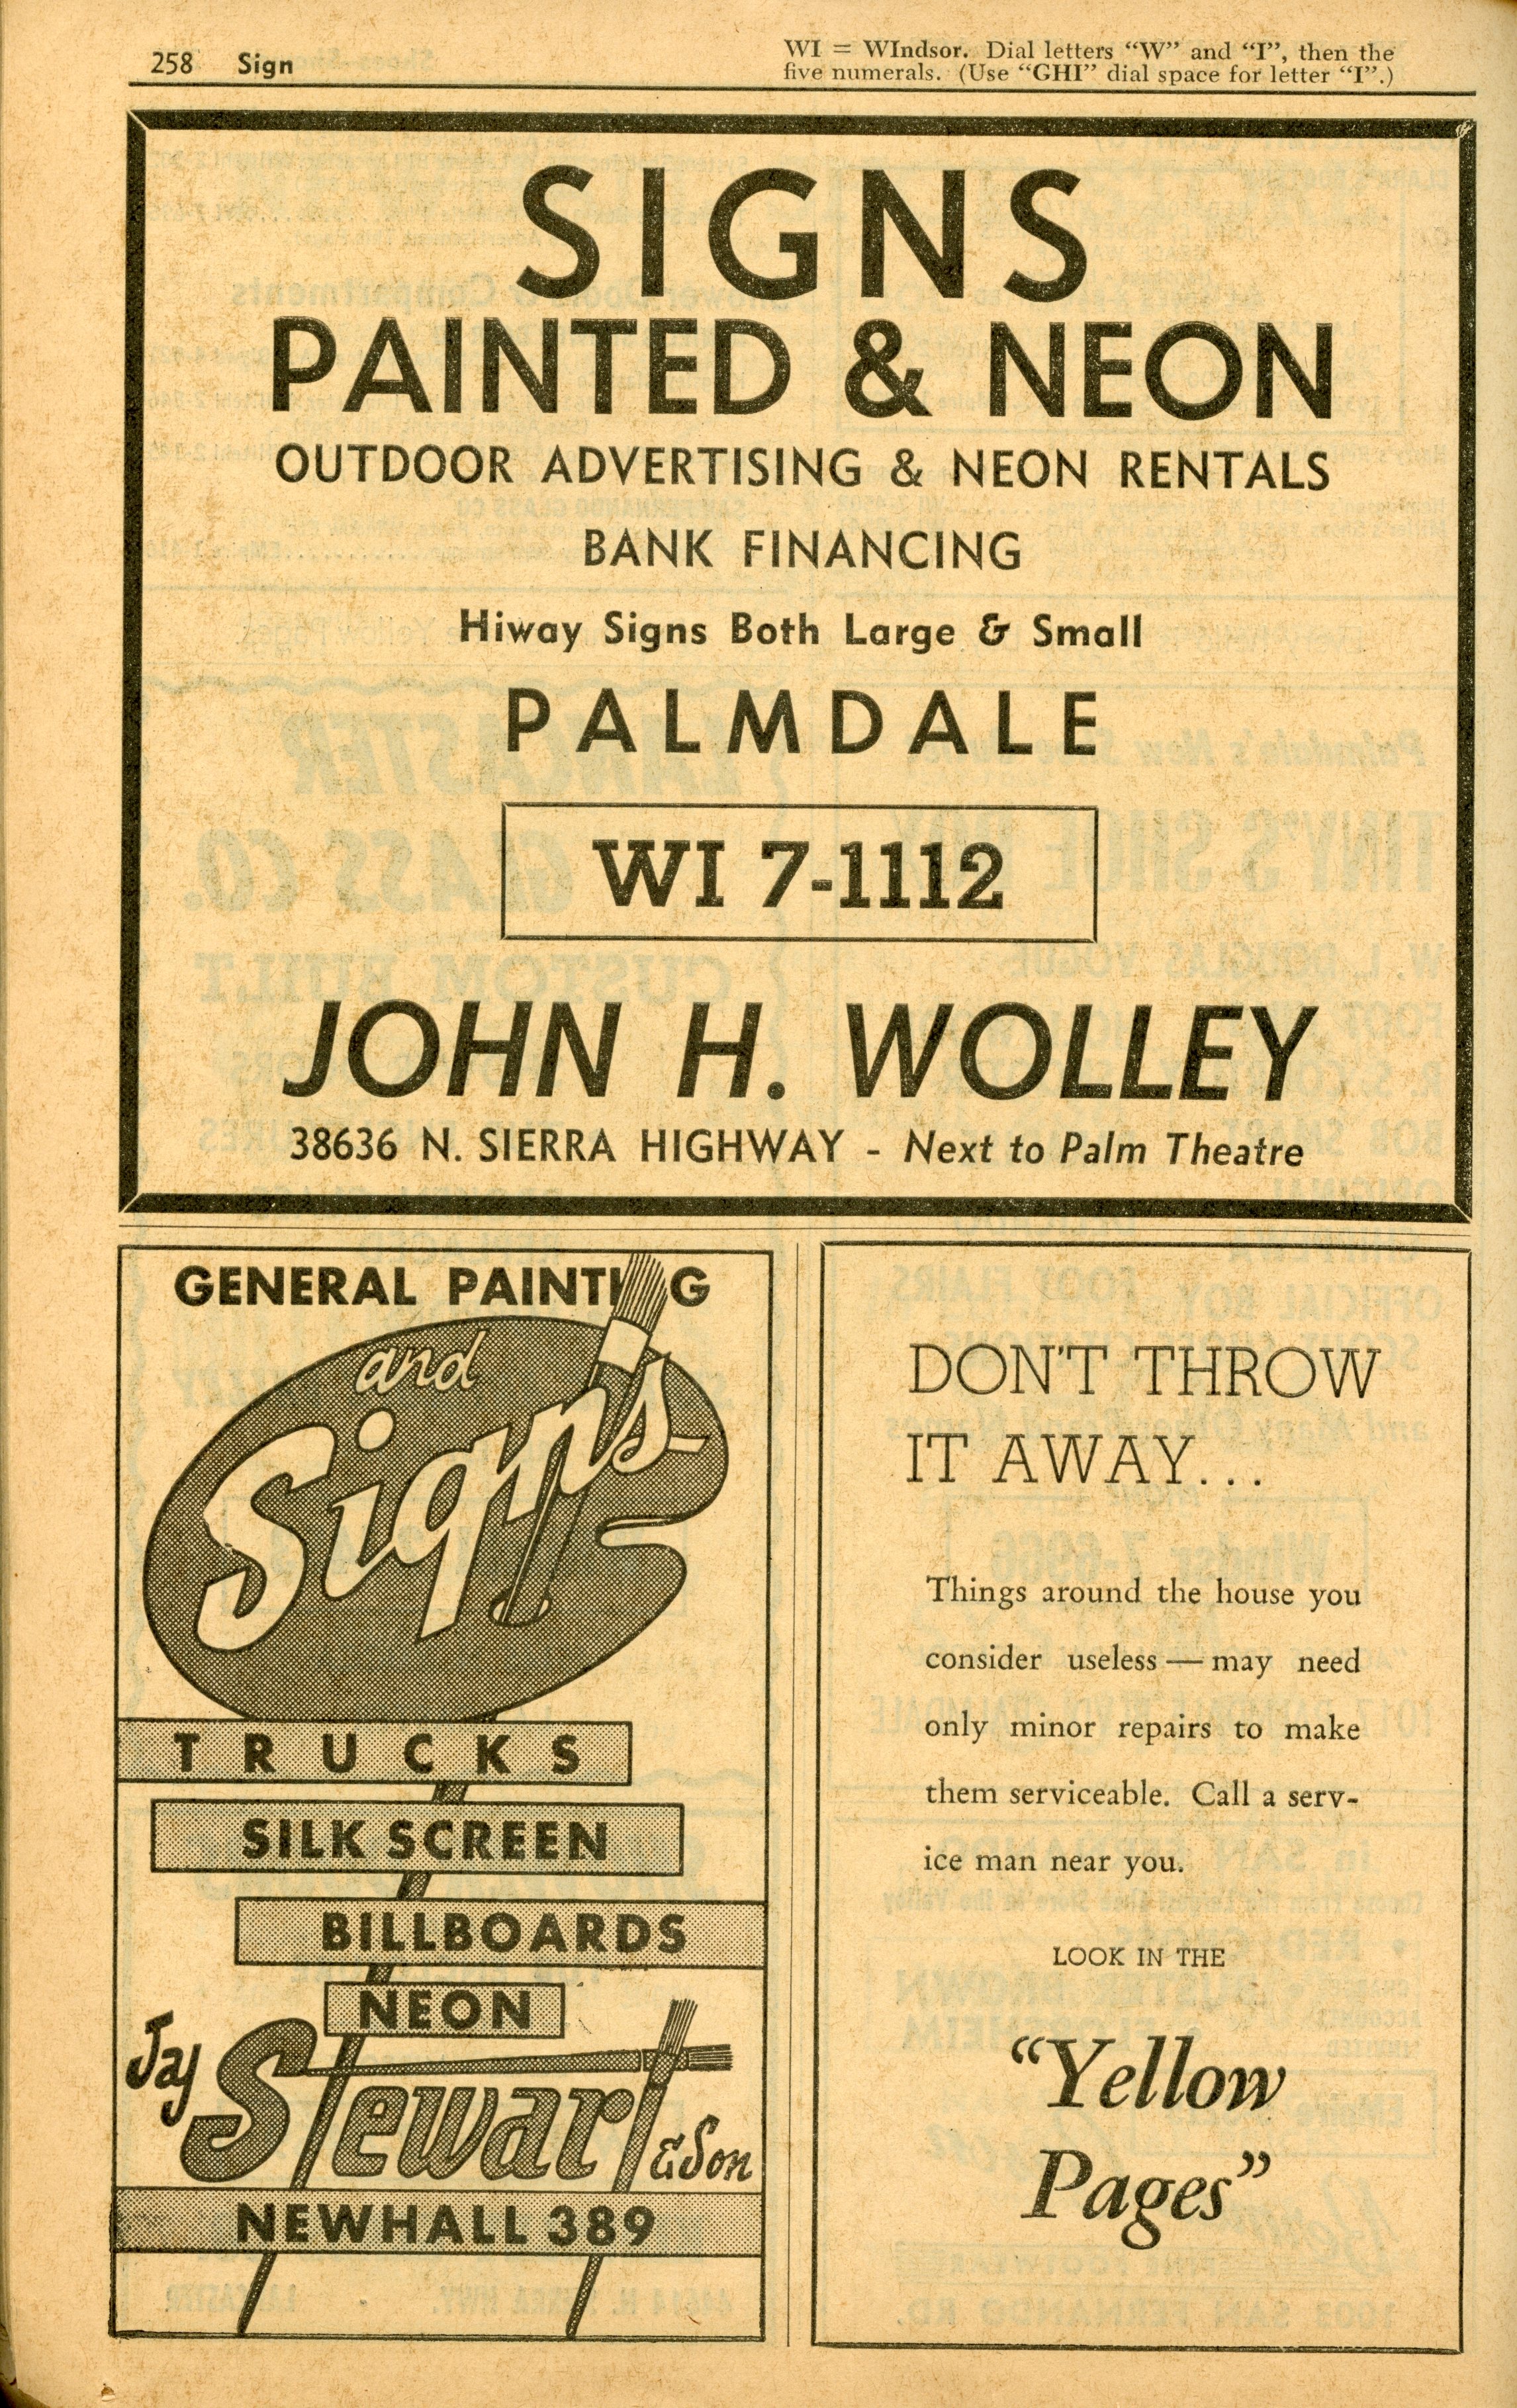 258 Sign
WI = WIndsor. Dial letters “W” and “I”, then the
five numerals. (Use “GHI” dial space for letter “I”.)
SIGNS
PAINTED & NEON
OUTDOOR ADVERTISING & NEON RENTALS
BANK FINANCING
Hiway Signs Both Large & Small
PALMDALE
WI 7-1112
JOHN H. WOLLEY
38636 N. SIERRA HIGHWAY - Next to Palm Theatre
GENERAL PAINTING
and
Signs
TRUCKS
SILK SCREEN
BILLBOARDS
NEON
Jay
Stewart
& Son
NEWHALL 389
DON'T THROW
IT AWAY...
Things around the house you
consider useless — may need
only minor repairs to make
them serviceable. Call a serv-
ice man near you.
LOOK IN THE
“Yellow
Pages”